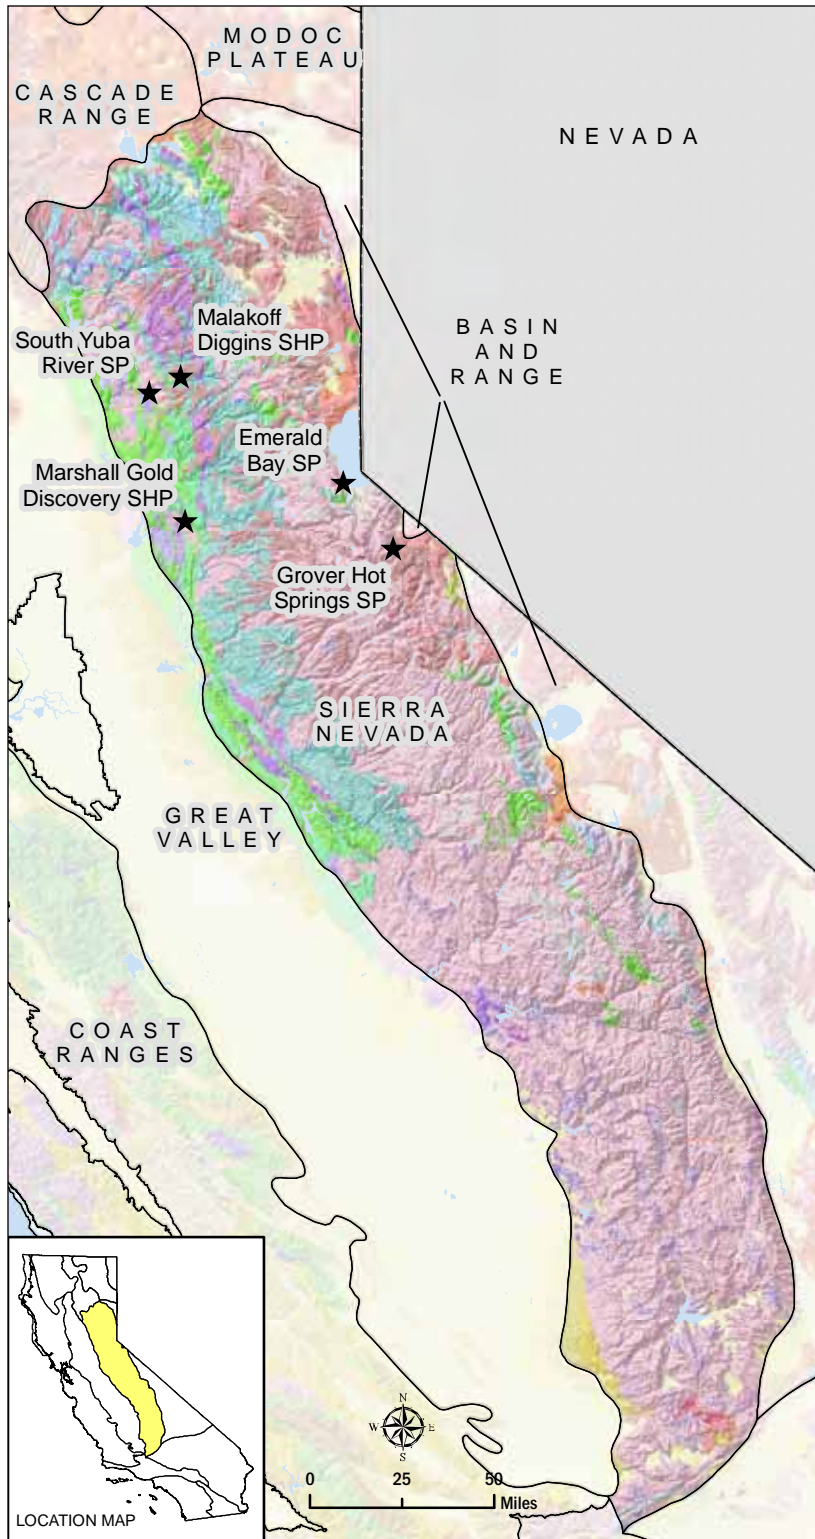 MODOC
PLATEAU
CASCADE
RANGE
NEVADA
BASIN
AND
RANGE
Malakoff
Diggins SHP
South Yuba
River SP
Emerald
Bay SP
Marshall Gold
Discovery SHP
Grover Hot
Springs SP
SIERRA
NEVADA
GREAT
VALLEY
COAST
RANGES
N
W E
S
0 25 50
Miles
LOCATION MAP